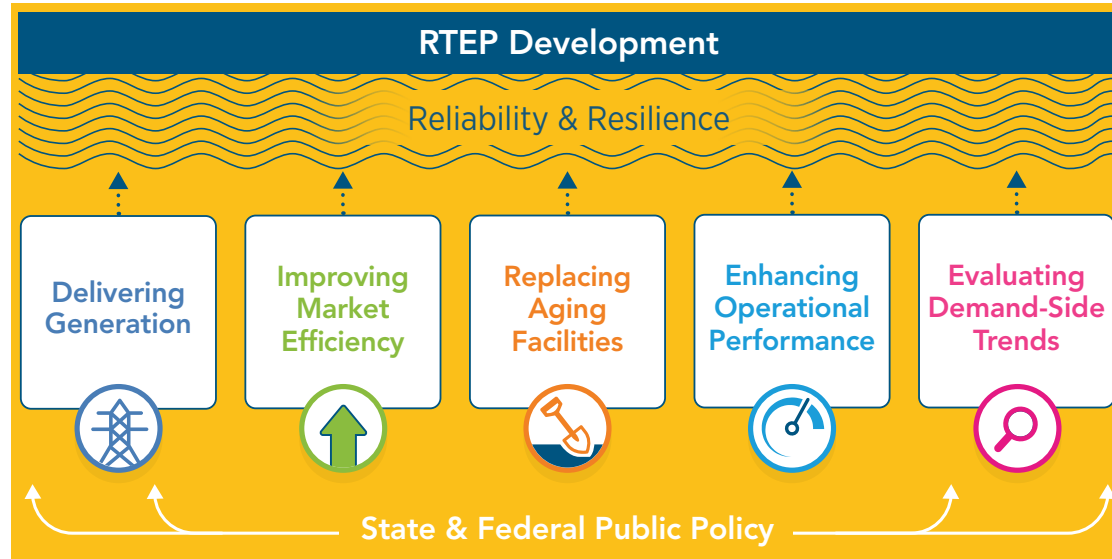 RTEP Development
Reliability & Resilience
Delivering
Generation
Improving
Market
Efficiency
Replacing
Aging
Facilities
Enhancing
Operational
Performance
Evaluating
Demand-Side
Trends
State & Federal Public Policy